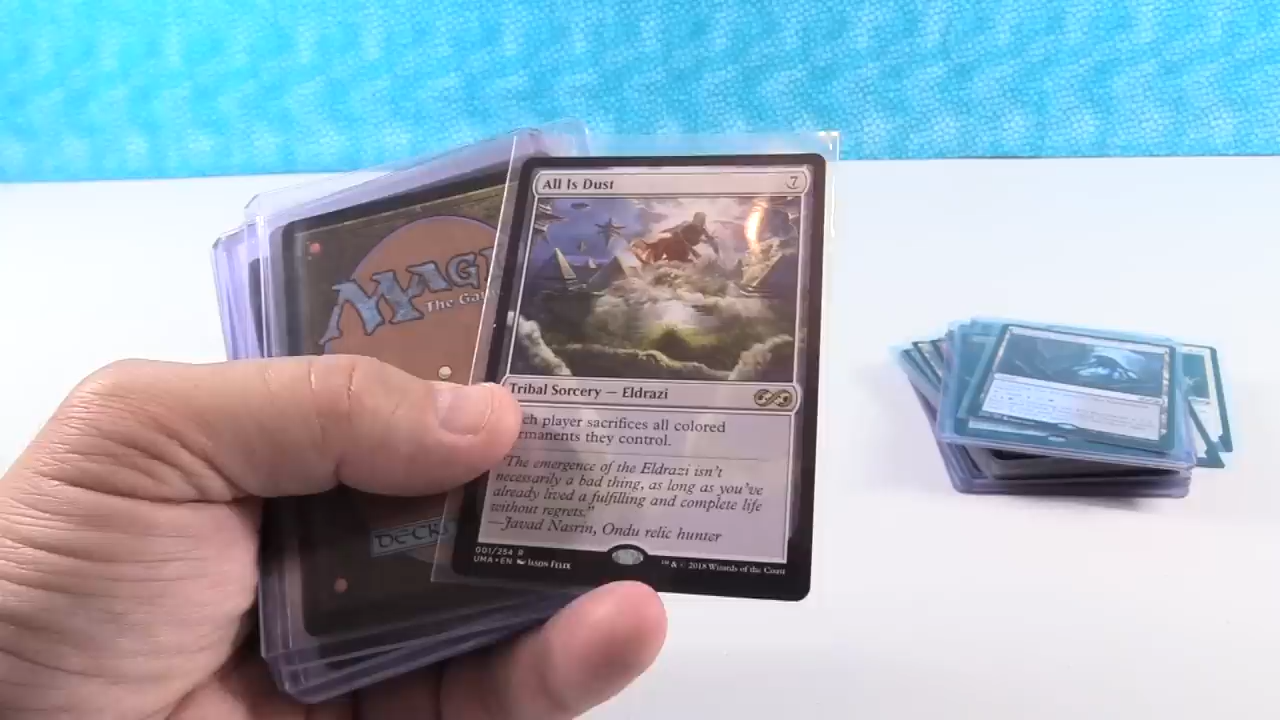 All Is Dust 7
Tribal Sorcery — Eldrazi
ch player sacrifices all colored
rmanents they control.
"The emergence of the Eldrazi isn't
necessarily a bad thing, as long as you've
already lived a fulfilling and complete life
without regrets."
—Javad Nasrin, Ondu relic hunter
001/254 R
UMA • EN Jason Felix
™ & © 2018 Wizards of the Coast
Magi
The Gat
DECK